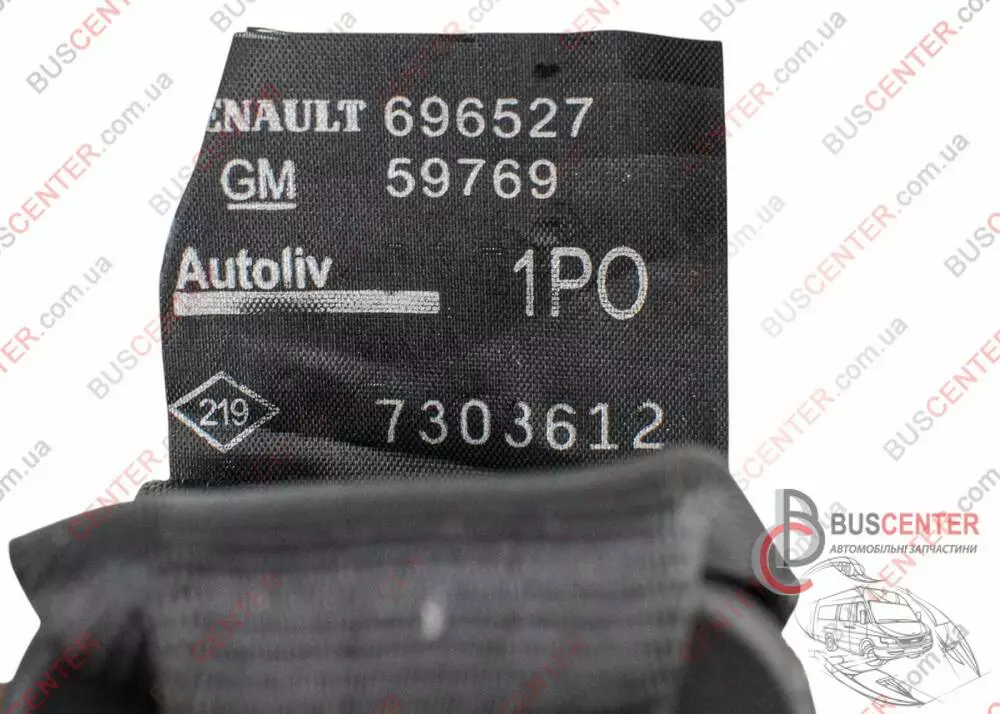 ENAULT 696527
GM 59769
Autoliv 1PO
219 7303612
BUSCENTER
АВТОМОБІЛЬНІ ЗАПЧАСТИНИ
BUSCENTER.com.ua